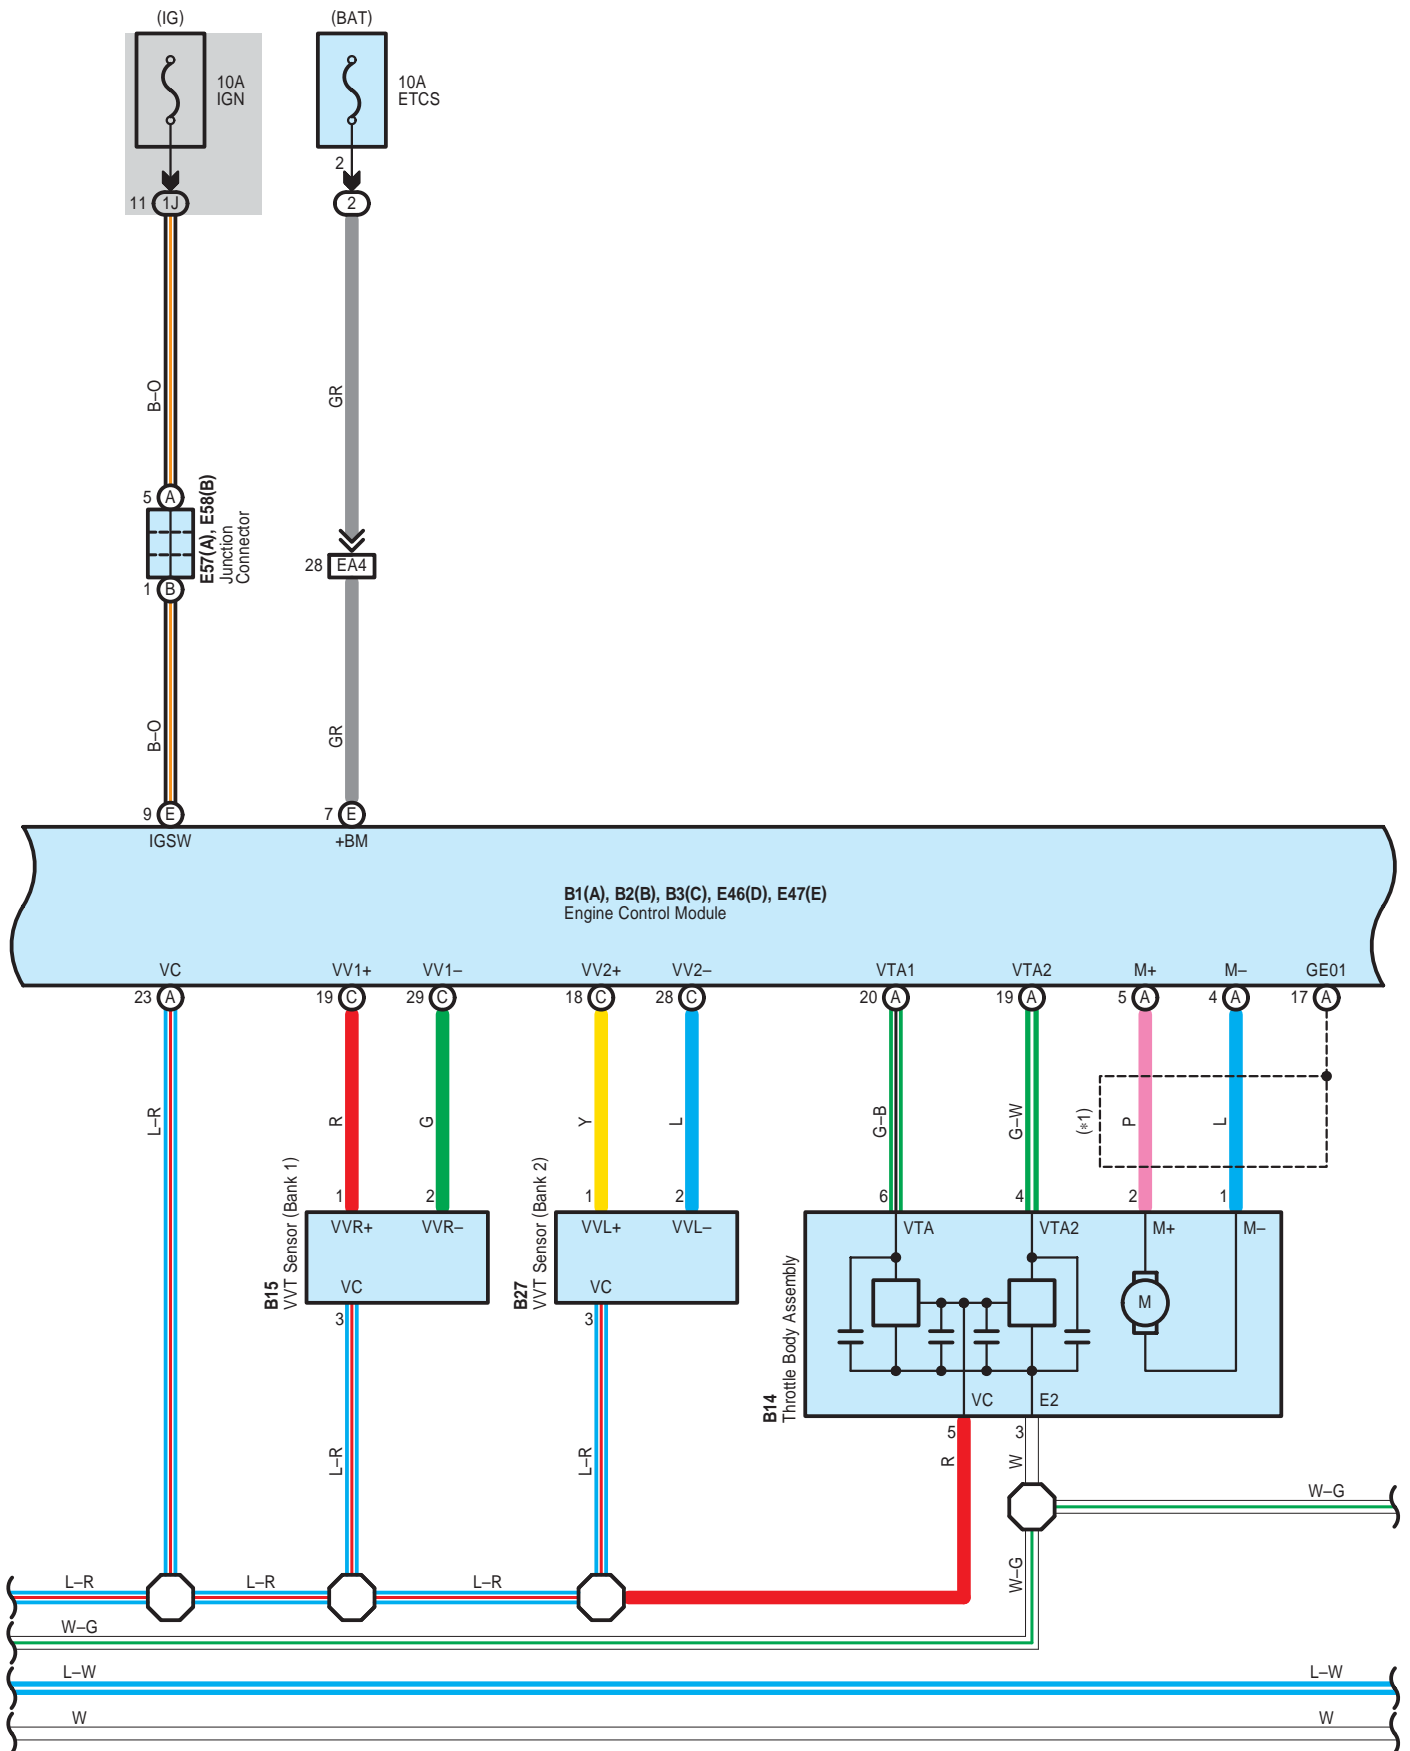 (IG)
(BAT)
10A
IGN
10A
ETCS
2
11
1J
2
B–O
GR
5
A
E57(A), E58(B)
Junction
Connector
28
EA4
1
B
B–O
GR
9
E
7
E
IGSW
+BM
B1(A), B2(B), B3(C), E46(D), E47(E)
Engine Control Module
VC
VV1+
VV1–
VV2+
VV2–
VTA1
VTA2
M+
M–
GE01
23
A
19
C
29
C
18
C
28
C
20
A
19
A
5
A
4
A
17
A
L–R
R
G
Y
L
G–B
G–W
(*1)
P
L
1
2
1
2
6
4
2
1
B15
VVT Sensor (Bank 1)
VVR+
VVR–
VC
B27
VVT Sensor (Bank 2)
VVL+
VVL–
VC
B14
Throttle Body Assembly
VTA
VTA2
M+
M–
M
VC
E2
3
3
5
3
L–R
L–R
R
W
W–G
W–G
L–R
L–R
L–R
W–G
L–W
L–W
W
W